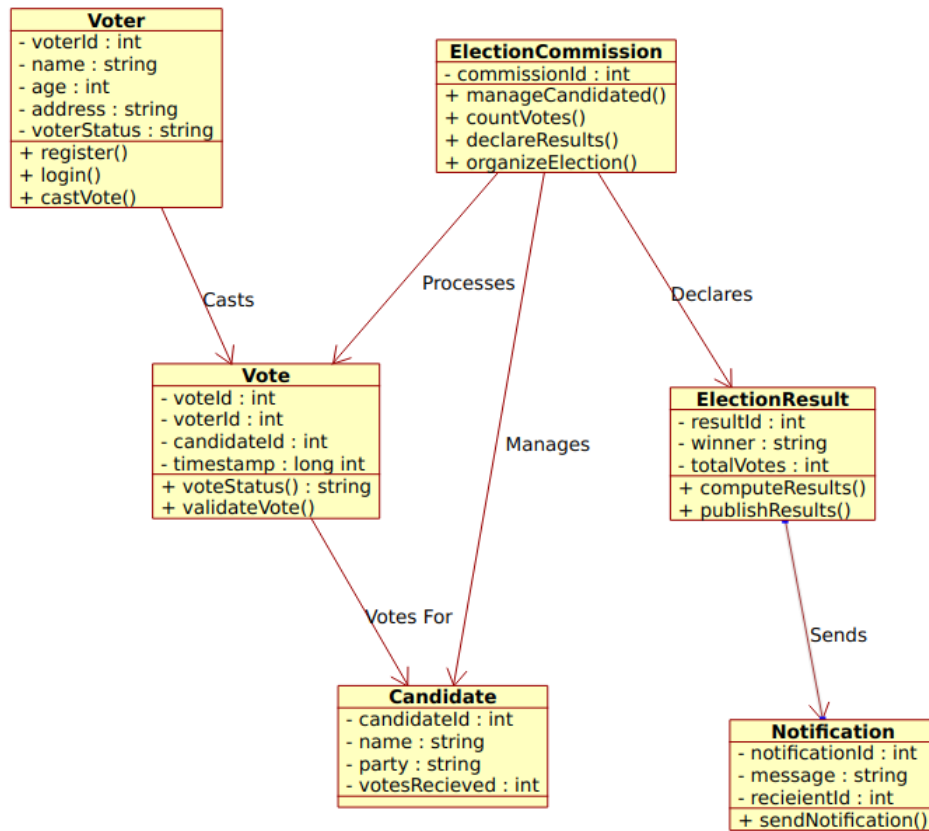 Voter
- voterId : int
- name : string
- age : int
- address : string
- voterStatus : string
+ register()
+ login()
+ castVote()
ElectionCommission
- commissionId : int
+ manageCandidated()
+ countVotes()
+ declareResults()
+ organizeElection()
Casts
Processes
Declares
Vote
- voteId : int
- voterId : int
- candidateId : int
- timestamp : long int
+ voteStatus() : string
+ validateVote()
Manages
ElectionResult
- resultId : int
- winner : string
- totalVotes : int
+ computeResults()
+ publishResults()
Votes For
Sends
Candidate
- candidateId : int
- name : string
- party : string
- votesRecieved : int
Notification
- notificationId : int
- message : string
- recieientId : int
+ sendNotification()